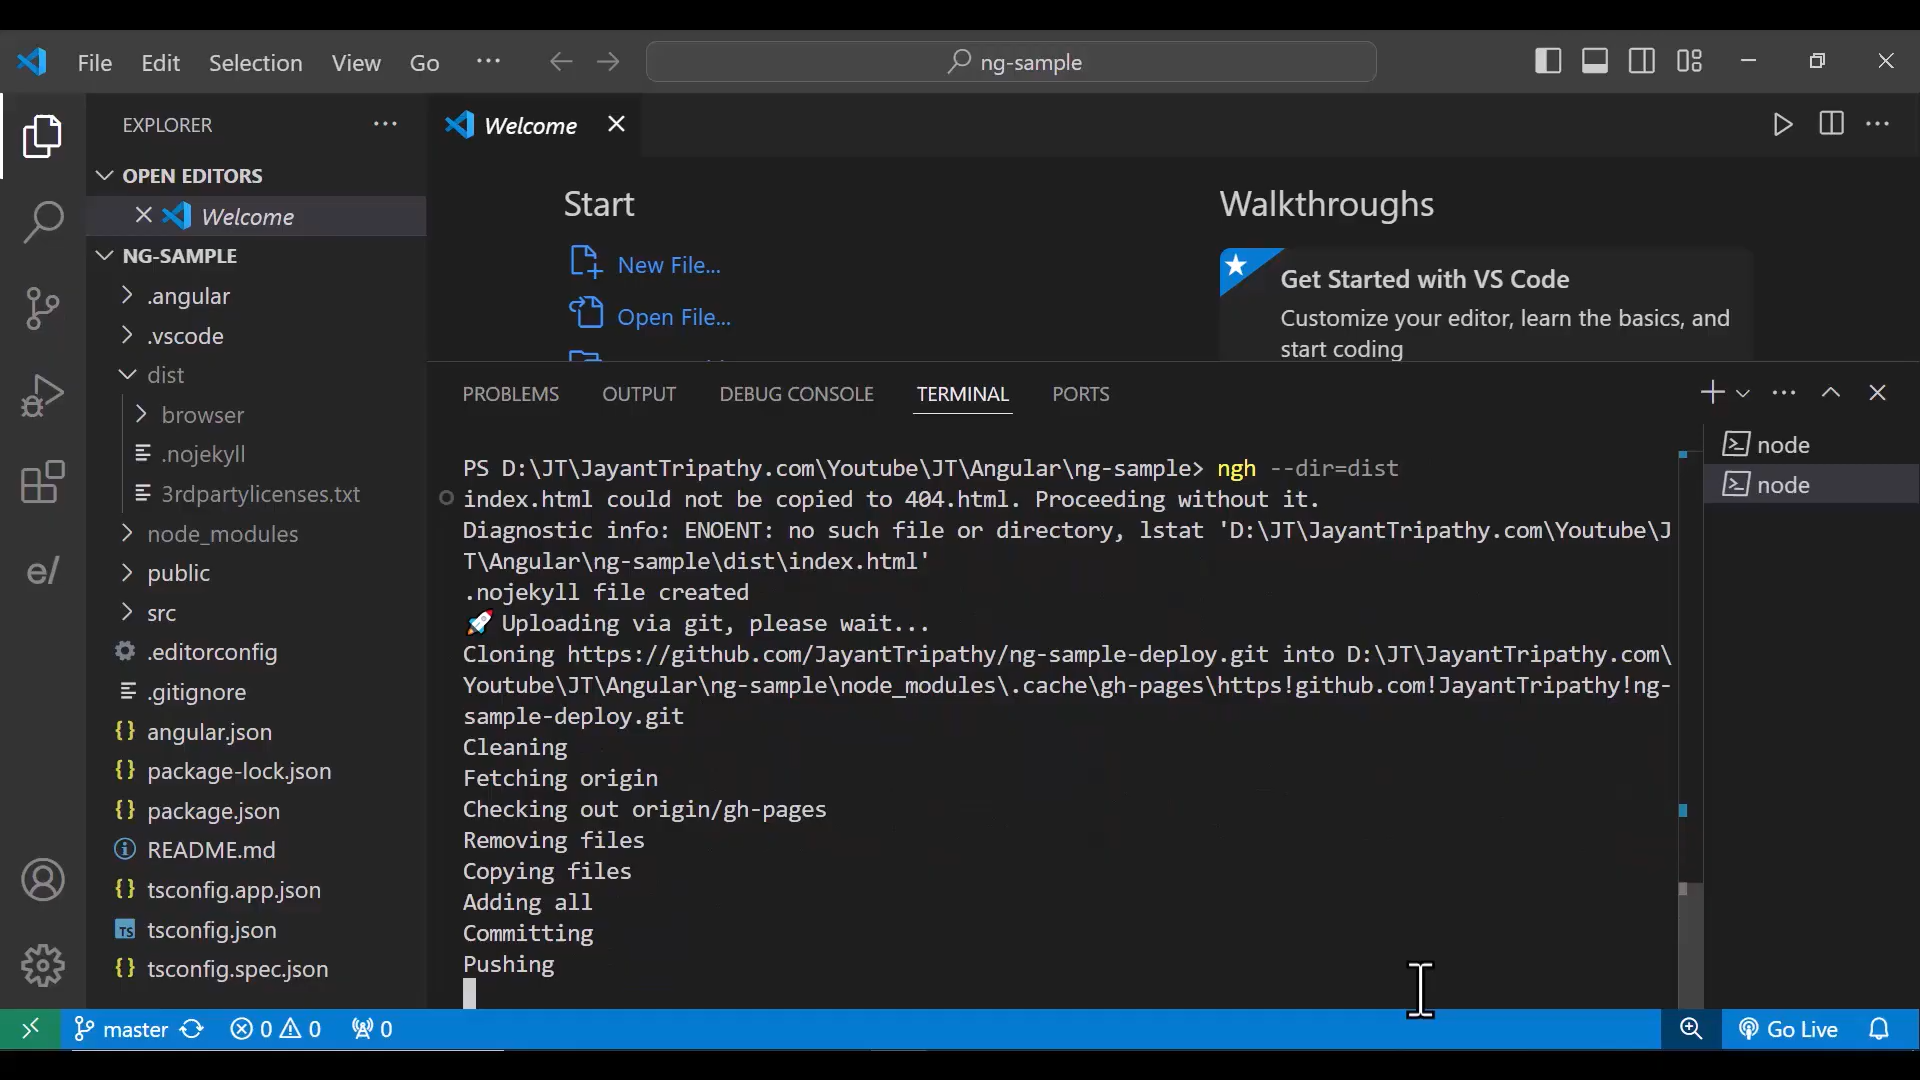 File Edit Selection View Go ··· ng-sample
EXPLORER ···
OPEN EDITORS
Welcome
NG-SAMPLE
.angular
.vscode
dist
browser
.nojekyll
3rdpartylicenses.txt
node_modules
public
src
.editorconfig
.gitignore
{} angular.json
{} package-lock.json
{} package.json
README.md
{} tsconfig.app.json
TS tsconfig.json
{} tsconfig.spec.json
e/
Welcome
Start
New File...
Open File...
Walkthroughs
Get Started with VS Code
Customize your editor, learn the basics, and
start coding
PROBLEMS OUTPUT DEBUG CONSOLE TERMINAL PORTS
node
node
PS D:\JT\JayantTripathy.com\Youtube\JT\Angular\ng-sample> ngh --dir=dist
index.html could not be copied to 404.html. Proceeding without it.
Diagnostic info: ENOENT: no such file or directory, lstat 'D:\JT\JayantTripathy.com\Youtube\J
T\Angular\ng-sample\dist\index.html'
.nojekyll file created
🚀 Uploading via git, please wait...
Cloning https://github.com/JayantTripathy/ng-sample-deploy.git into D:\JT\JayantTripathy.com\
Youtube\JT\Angular\ng-sample\node_modules\.cache\gh-pages\https!github.com!JayantTripathy!ng-
sample-deploy.git
Cleaning
Fetching origin
Checking out origin/gh-pages
Removing files
Copying files
Adding all
Committing
Pushing
master 0 0 0 Go Live